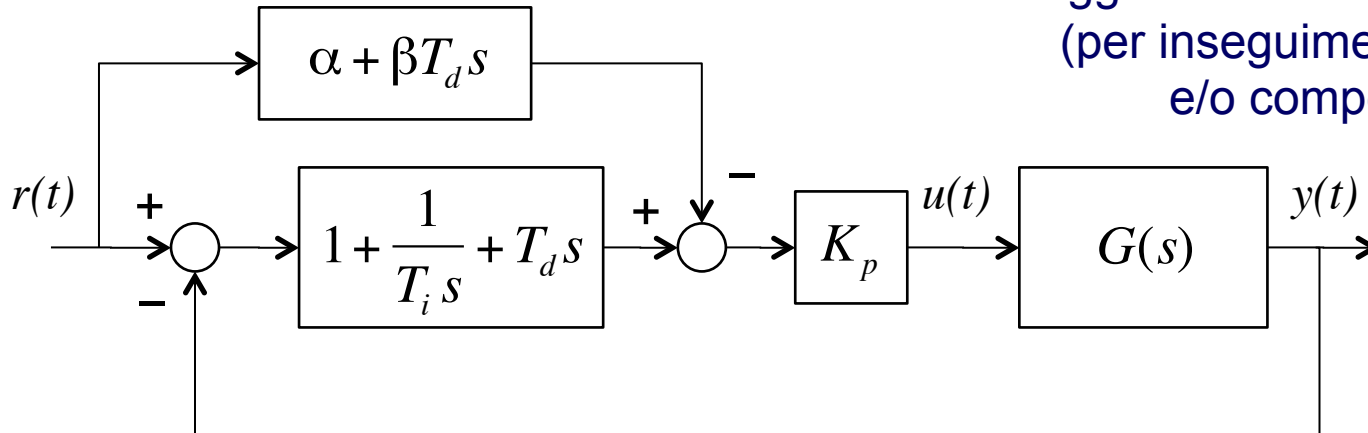 (per inseguime
e/o comp
α + βT_d s
r(t)
+
−
1 + 1/(T_i s) + T_d s
+
−
K_p
u(t)
G(s)
y(t)